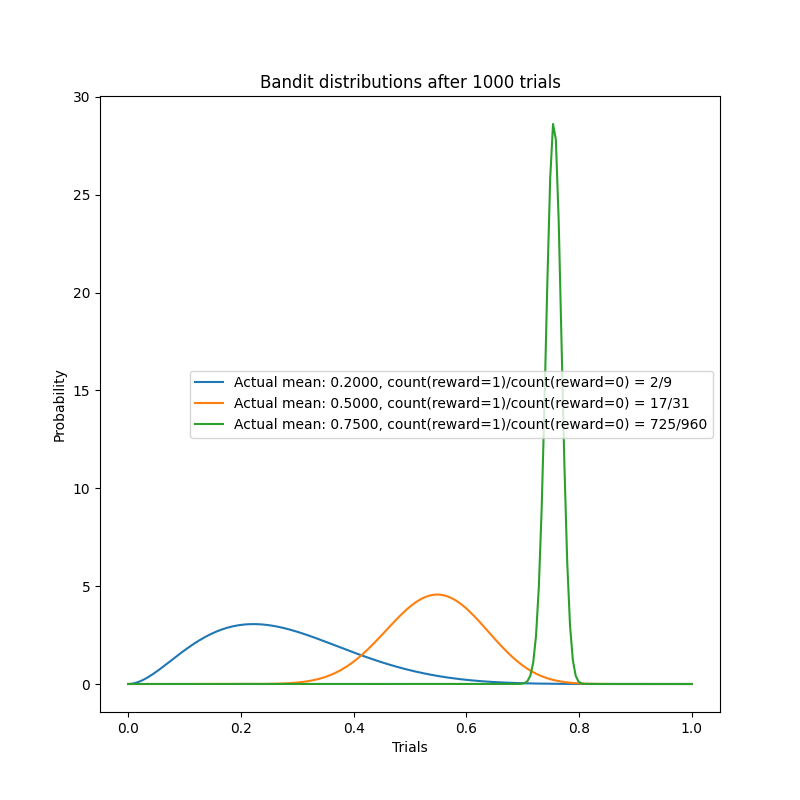 Bandit distributions after 1000 trials
30
25
20
15
10
5
0
Probability
Actual mean: 0.2000, count(reward=1)/count(reward=0) = 2/9
Actual mean: 0.5000, count(reward=1)/count(reward=0) = 17/31
Actual mean: 0.7500, count(reward=1)/count(reward=0) = 725/960
0.0 0.2 0.4 0.6 0.8 1.0
Trials